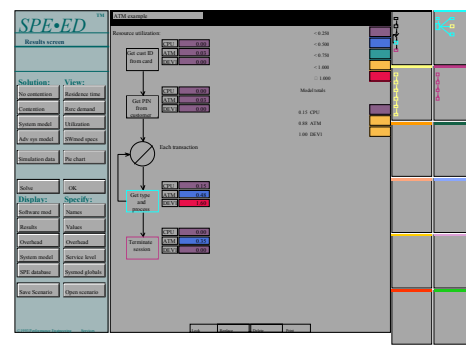 SPE•ED
TM
Results screen
Solution: View:
No contention Residence time
Contention Rsrc demand
System model Utilization
Adv sys model SWmod specs
Simulation data Pie chart
Solve OK
Display: Specify:
Software mod Names
Results Values
Overhead Overhead
System model Service level
SPE database Sysmod globals
Save Scenario Open scenario
ATM example
Resource utilization:
Get cust ID
from card
CPU 0.00
ATM 0.03
DEV1 0.00
Get PIN
from
customer
CPU 0.00
ATM 0.03
DEV1 0.00
Each transaction
Get type
and
process
CPU 0.15
ATM 0.48
DEV1 1.00
Terminate
session
CPU 0.00
ATM 0.35
DEV1 0.00
< 0.250
< 0.500
< 0.750
< 1.000
1.000
Model totals
0.15 CPU
0.88 ATM
1.00 DEV1
Print